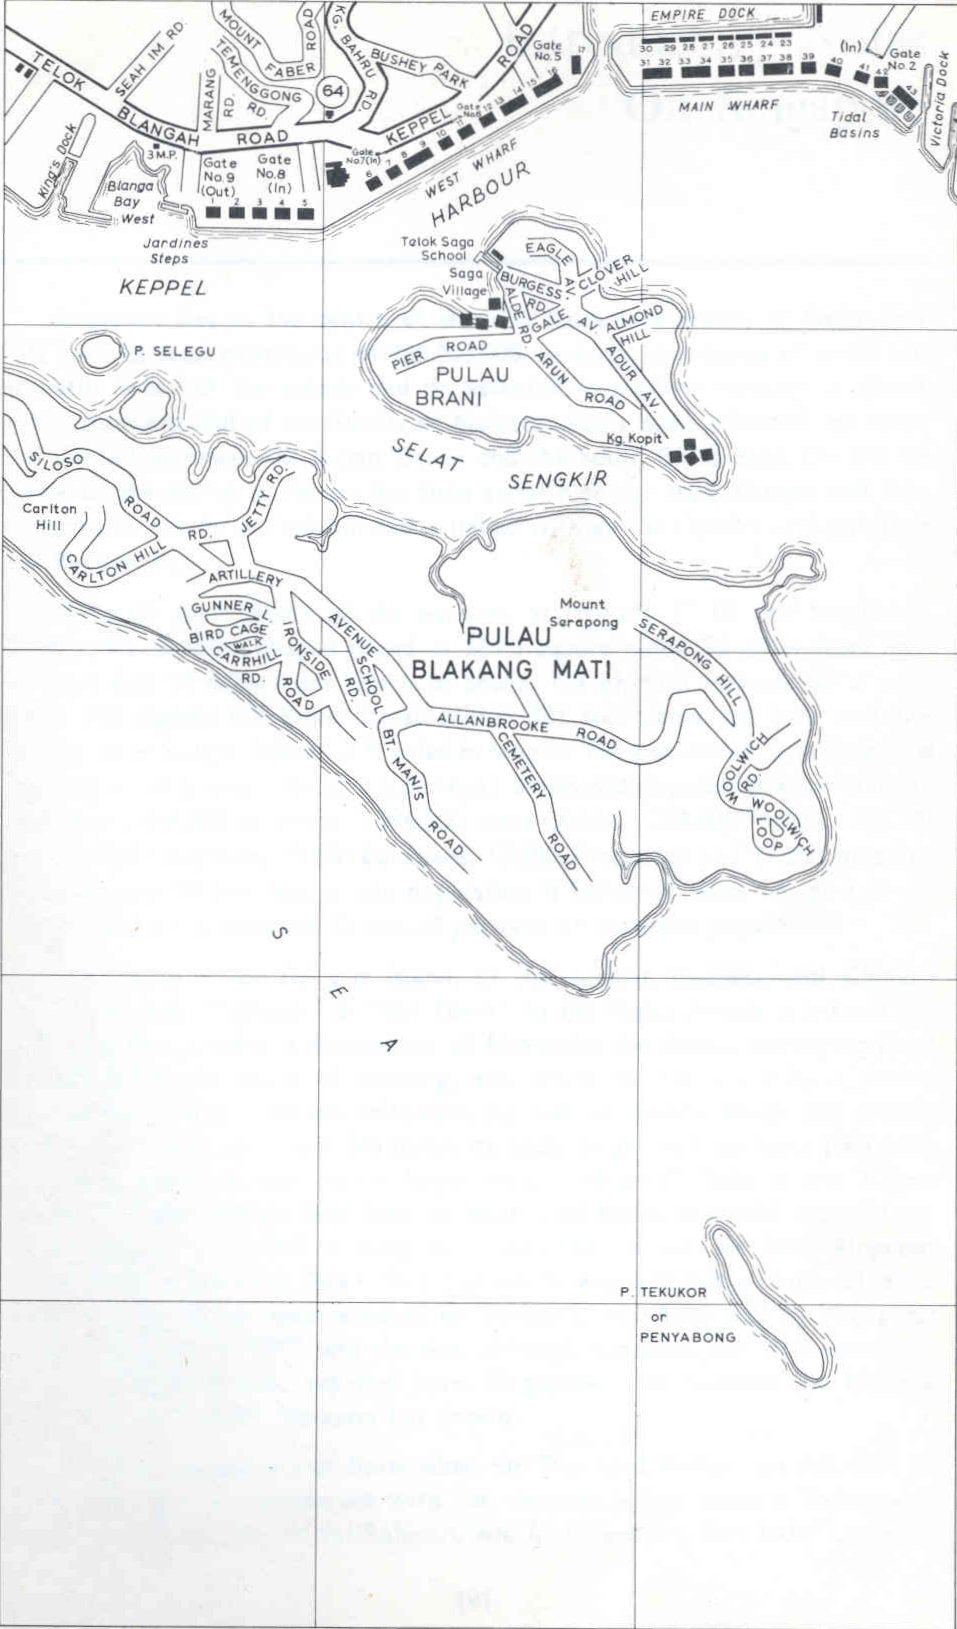 EMPIRE DOCK
30 29 28 27 26 25 24 23
31 32 33 34 35 36 37 38 39 40 41 42 43
(In)
Gate
No.2
MAIN WHARF
Tidal
Basins
Victoria Dock
TELOK BLANGAH ROAD
SEAH IM RD.
MARANG RD.
MOUNT FABER ROAD
TEMENGGONG RD.
KG. BAHRU RD.
BUSHEY PARK
64
KEPPEL ROAD
Gate
No.5
17
16
15
14
13
12
11
10
9
8
7
6
Gate
No.6
Gate
No.7(In)
WEST WHARF
3 M.P.
King's Dock
Gate
No.9
(Out)
Gate
No.8
(In)
1 2 3 4 5
Blanga
Bay
West
Jardines
Steps
KEPPEL HARBOUR
Telok Saga
School
Saga
Village
EAGLE AV.
CLOVER HILL
BURGESS RD.
ALDE RD.
GALE AV.
ALMOND HILL
ADUR AV.
ARUN ROAD
PIER ROAD
PULAU
BRANI
Kg. Kopit
P. SELEGU
SELAT SENGKIR
SILOSO ROAD
Carlton
Hill
CARLTON HILL RD.
JETTY RD.
ARTILLERY AVENUE
GUNNER L.
BIRD CAGE
WALK
CARRHILL
RD.
IRONSIDE ROAD
SCHOOL RD.
Mount
Serapong
SERAPONG HILL
PULAU
BLAKANG MATI
ALLANBROOKE ROAD
BT. MANIS ROAD
CEMETERY ROAD
WOOLWICH RD.
WOOLWICH LOOP
SEA
P. TEKUKOR
or
PENYABONG